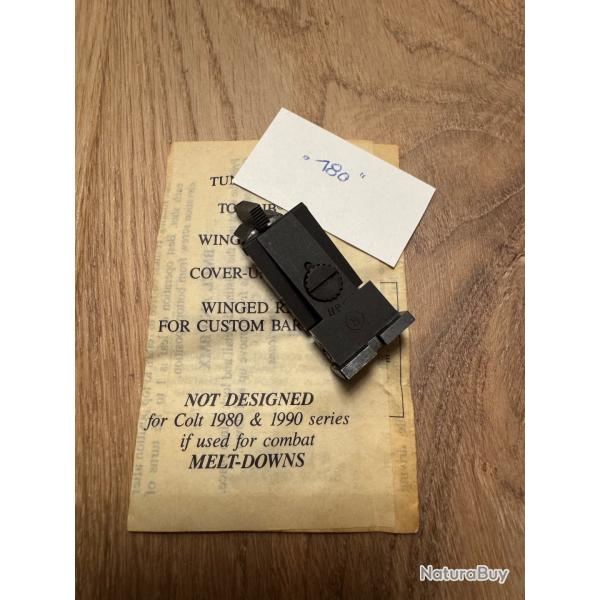 "780"
TU
TO
WING
COVER-U
WINGED R
FOR CUSTOM BAR
UP
R
NOT DESIGNED
for Colt 1980 & 1990 series
if used for combat
MELT-DOWNS
NaturaBuy